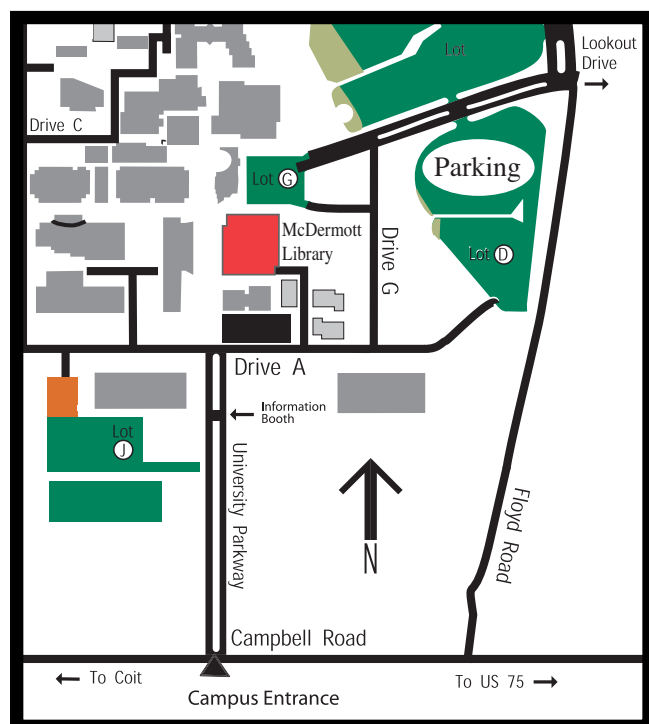 Lot
Lookout
Drive
Drive C
Parking
Lot G
McDermott
Library
Drive G
Lot D
Drive A
Information
Booth
Lot
J
University Parkway
Floyd Road
N
Campbell Road
To Coit
To US 75
Campus Entrance